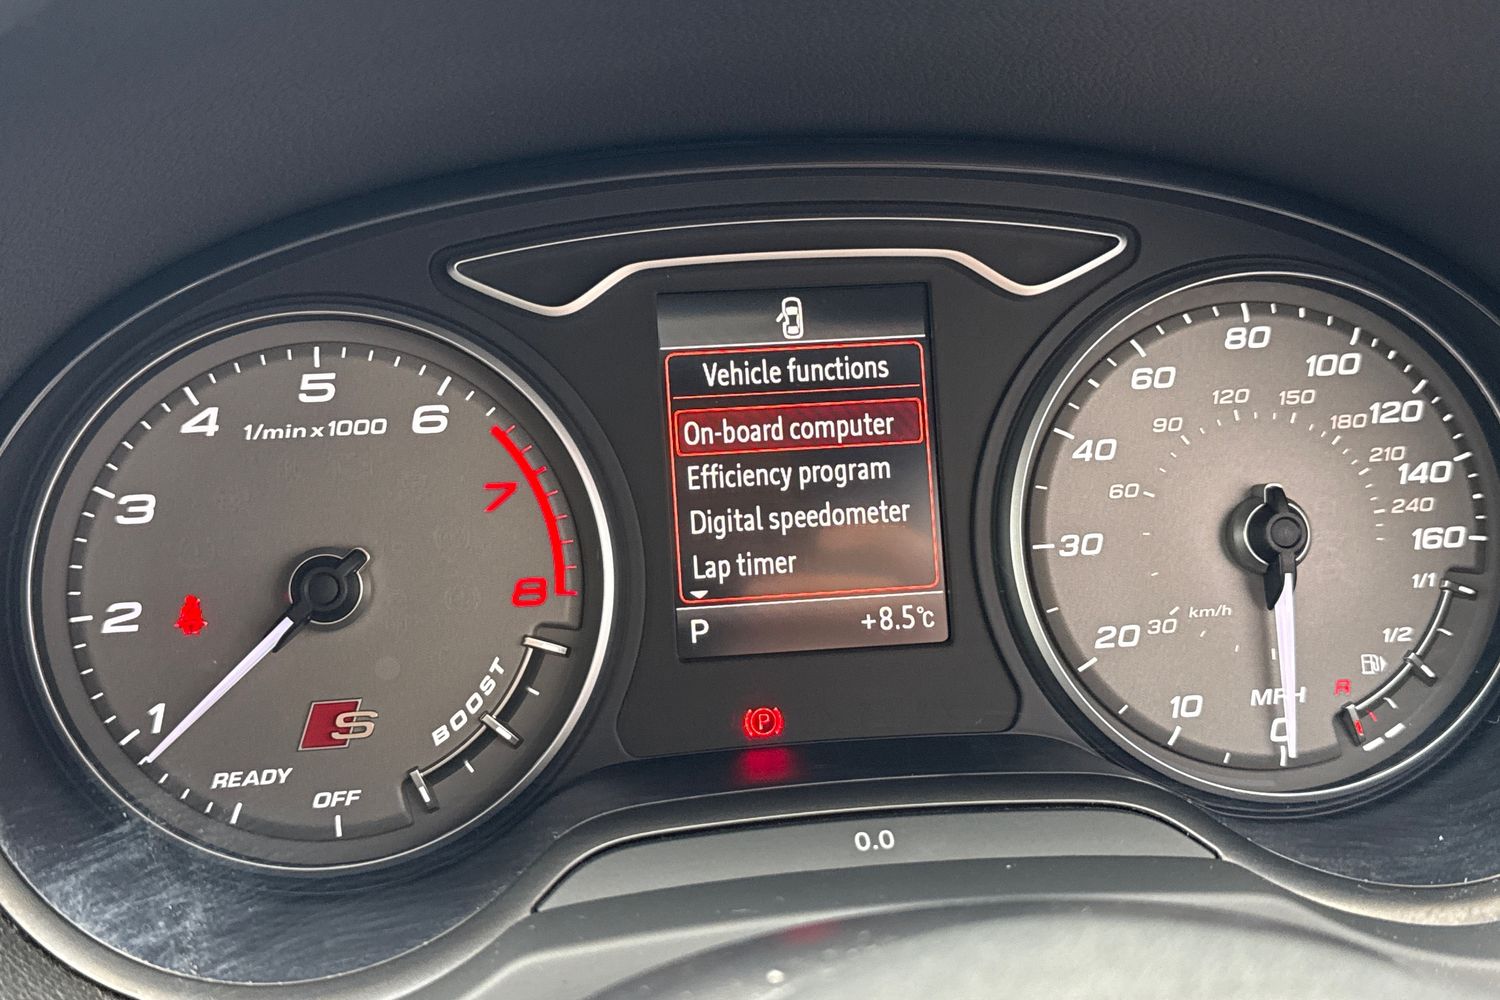 5
4
6
1/min x 1000
3
7
2
8
1
BOOST
S
READY
OFF
Vehicle functions
On-board computer
Efficiency program
Digital speedometer
Lap timer
P
+8.5°C
P
0.0
80
60
100
120
150
90
180
120
40
210
140
60
240
30
160
1/1
20
30
km/h
1/2
R
10
MPH
0